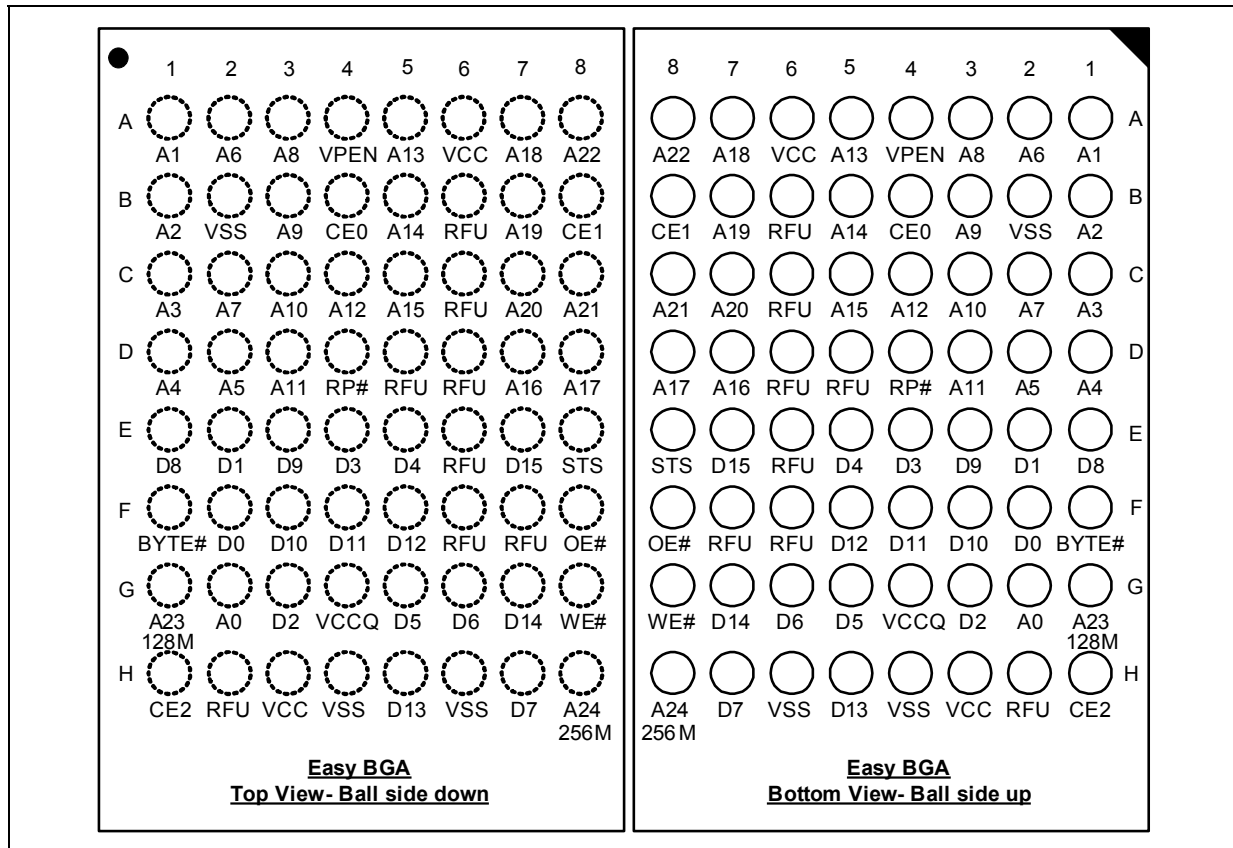 1 2 3 4 5 6 7 8
A
A1 A6 A8 VPEN A13 VCC A18 A22
B
A2 VSS A9 CE0 A14 RFU A19 CE1
C
A3 A7 A10 A12 A15 RFU A20 A21
D
A4 A5 A11 RP# RFU RFU A16 A17
E
D8 D1 D9 D3 D4 RFU D15 STS
F
BYTE# D0 D10 D11 D12 RFU RFU OE#
G
A23 A0 D2 VCCQ D5 D6 D14 WE#
128M
H
CE2 RFU VCC VSS D13 VSS D7 A24
256M
Easy BGA
Top View- Ball side down
8 7 6 5 4 3 2 1
A
A22 A18 VCC A13 VPEN A8 A6 A1
B
CE1 A19 RFU A14 CE0 A9 VSS A2
C
A21 A20 RFU A15 A12 A10 A7 A3
D
A17 A16 RFU RFU RP# A11 A5 A4
E
STS D15 RFU D4 D3 D9 D1 D8
F
OE# RFU RFU D12 D11 D10 D0 BYTE#
G
WE# D14 D6 D5 VCCQ D2 A0 A23
128M
H
A24 D7 VSS D13 VSS VCC RFU CE2
256M
Easy BGA
Bottom View- Ball side up